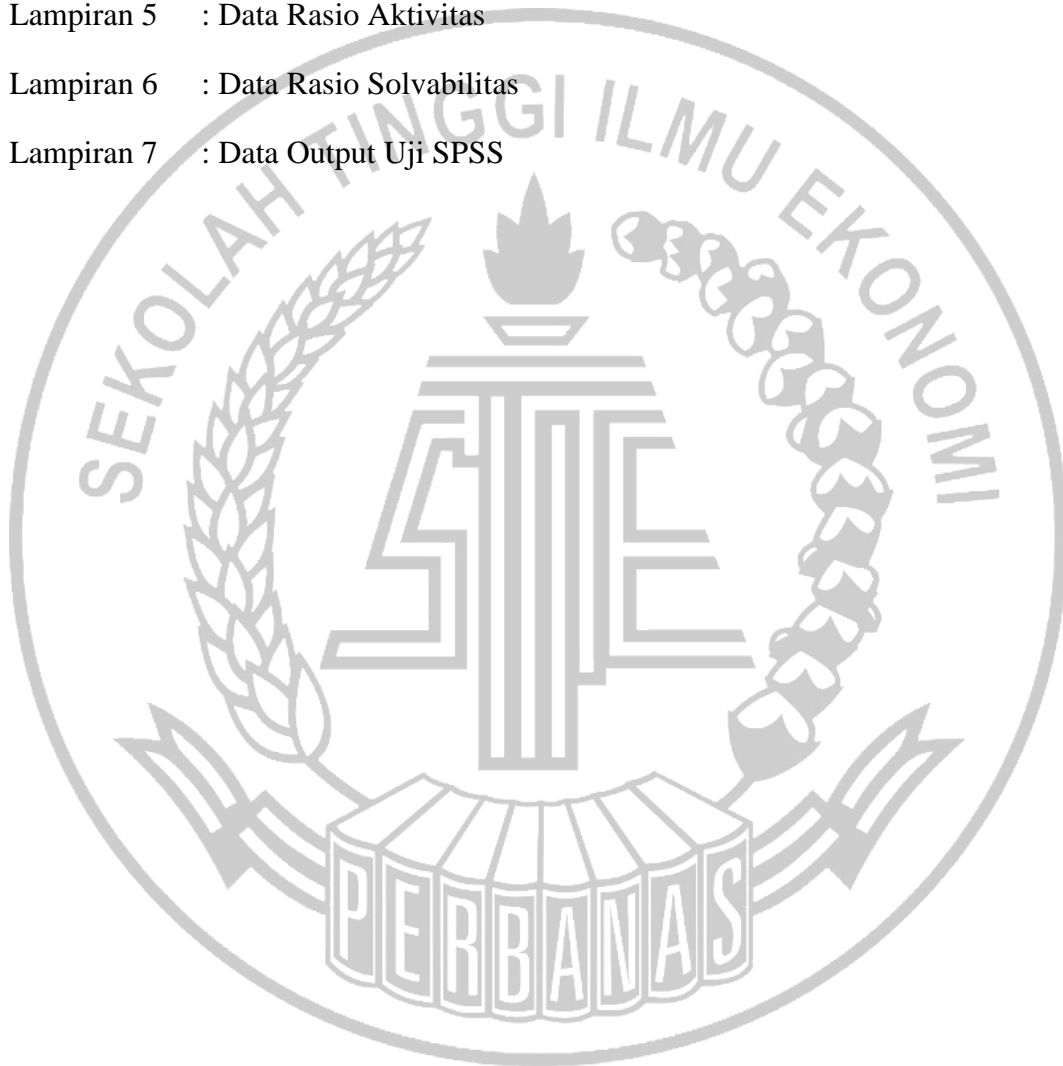 Lampiran 5 : Data Rasio Aktivitas
Lampiran 6 : Data Rasio Solvabilitas
Lampiran 7 : Data Output Uji SPSS
SEKOLAH TINGGI ILMU EKONOMI
STIE
PERBANAS